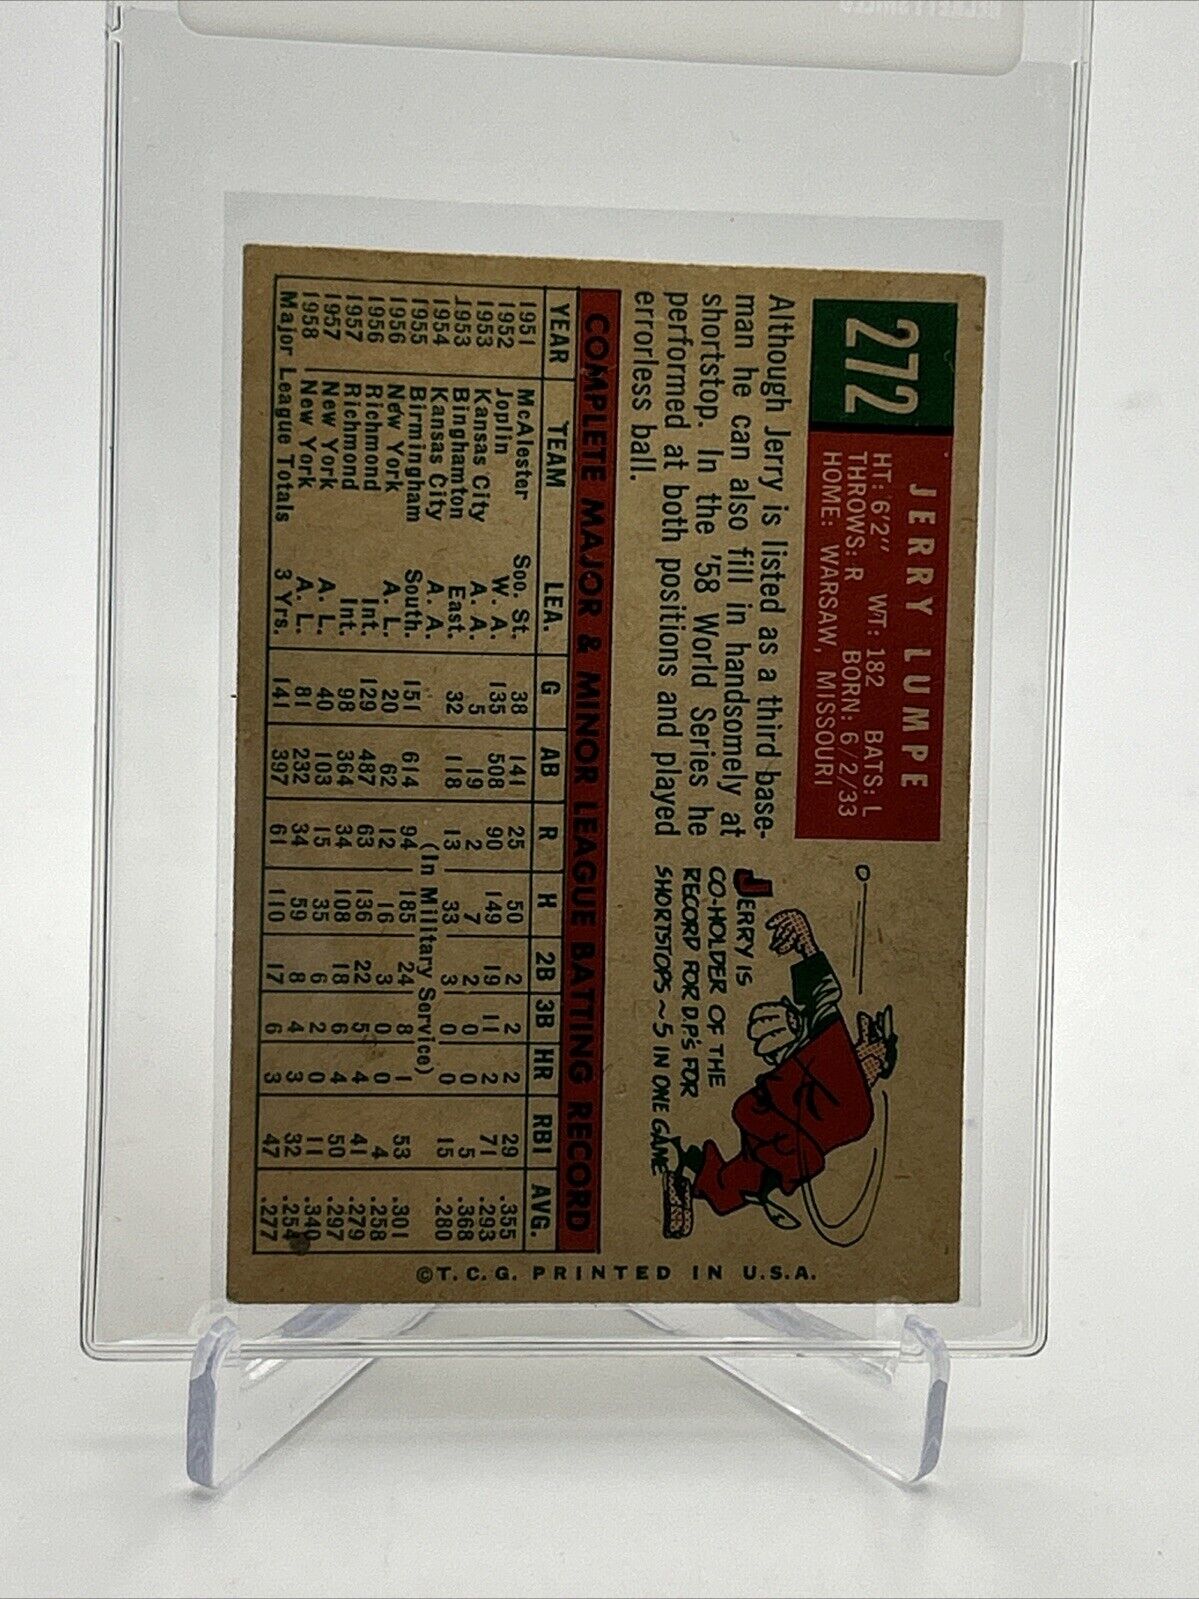 272
JERRY LUMPE
HT: 6'2" WT: 182 BATS: L
THROWS: R BORN: 6/2/33
HOME: WARSAW, MISSOURI
Although Jerry is listed as a third base-
man he can also fill in handsomely at
shortstop. In the '58 World Series he
performed at both positions and played
errorless ball.
JERRY IS
CO-HOLDER OF THE
RECORD FOR D.P.'S FOR
SHORTSTOPS~5 IN ONE GAME
COMPLETE MAJOR & MINOR LEAGUE BATTING RECORD
YEAR TEAM LEA. G AB R H 2B 3B HR RBI AVG.
1951 McAlester Soo. St. 38 141 25 50 2 2 2 29 .355
1952 Joplin W. A. 135 508 90 149 19 11 2 71 .293
1953 Kansas City A. A. 5 19 2 7 2 0 0 5 .368
1953 Binghamton East. 32 118 13 33 3 0 0 15 .280
1954 Kansas City A. A. (In Military Service)
1955 Birmingham South. 151 614 94 185 24 8 1 53 .301
1956 New York A. L. 20 62 12 16 3 0 0 4 .258
1956 Richmond Int. 129 487 63 136 22 5 4 41 .279
1957 Richmond Int. 98 364 34 108 18 6 4 50 .297
1957 New York A. L. 40 103 15 35 6 2 0 11 .340
1958 New York A. L. 81 232 34 59 8 4 3 32 .254
Major League Totals 3 Yrs. 141 397 61 110 17 6 3 47 .277
©T. C. G. PRINTED IN U.S.A.